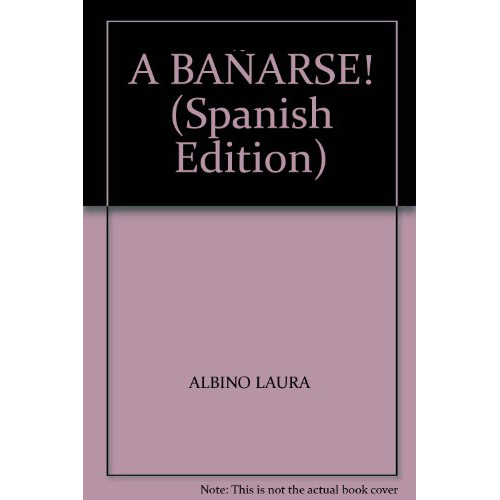 A BAÑARSE!
(Spanish
Edition)
ALBINO LAURA
Note: This is not the actual book cover